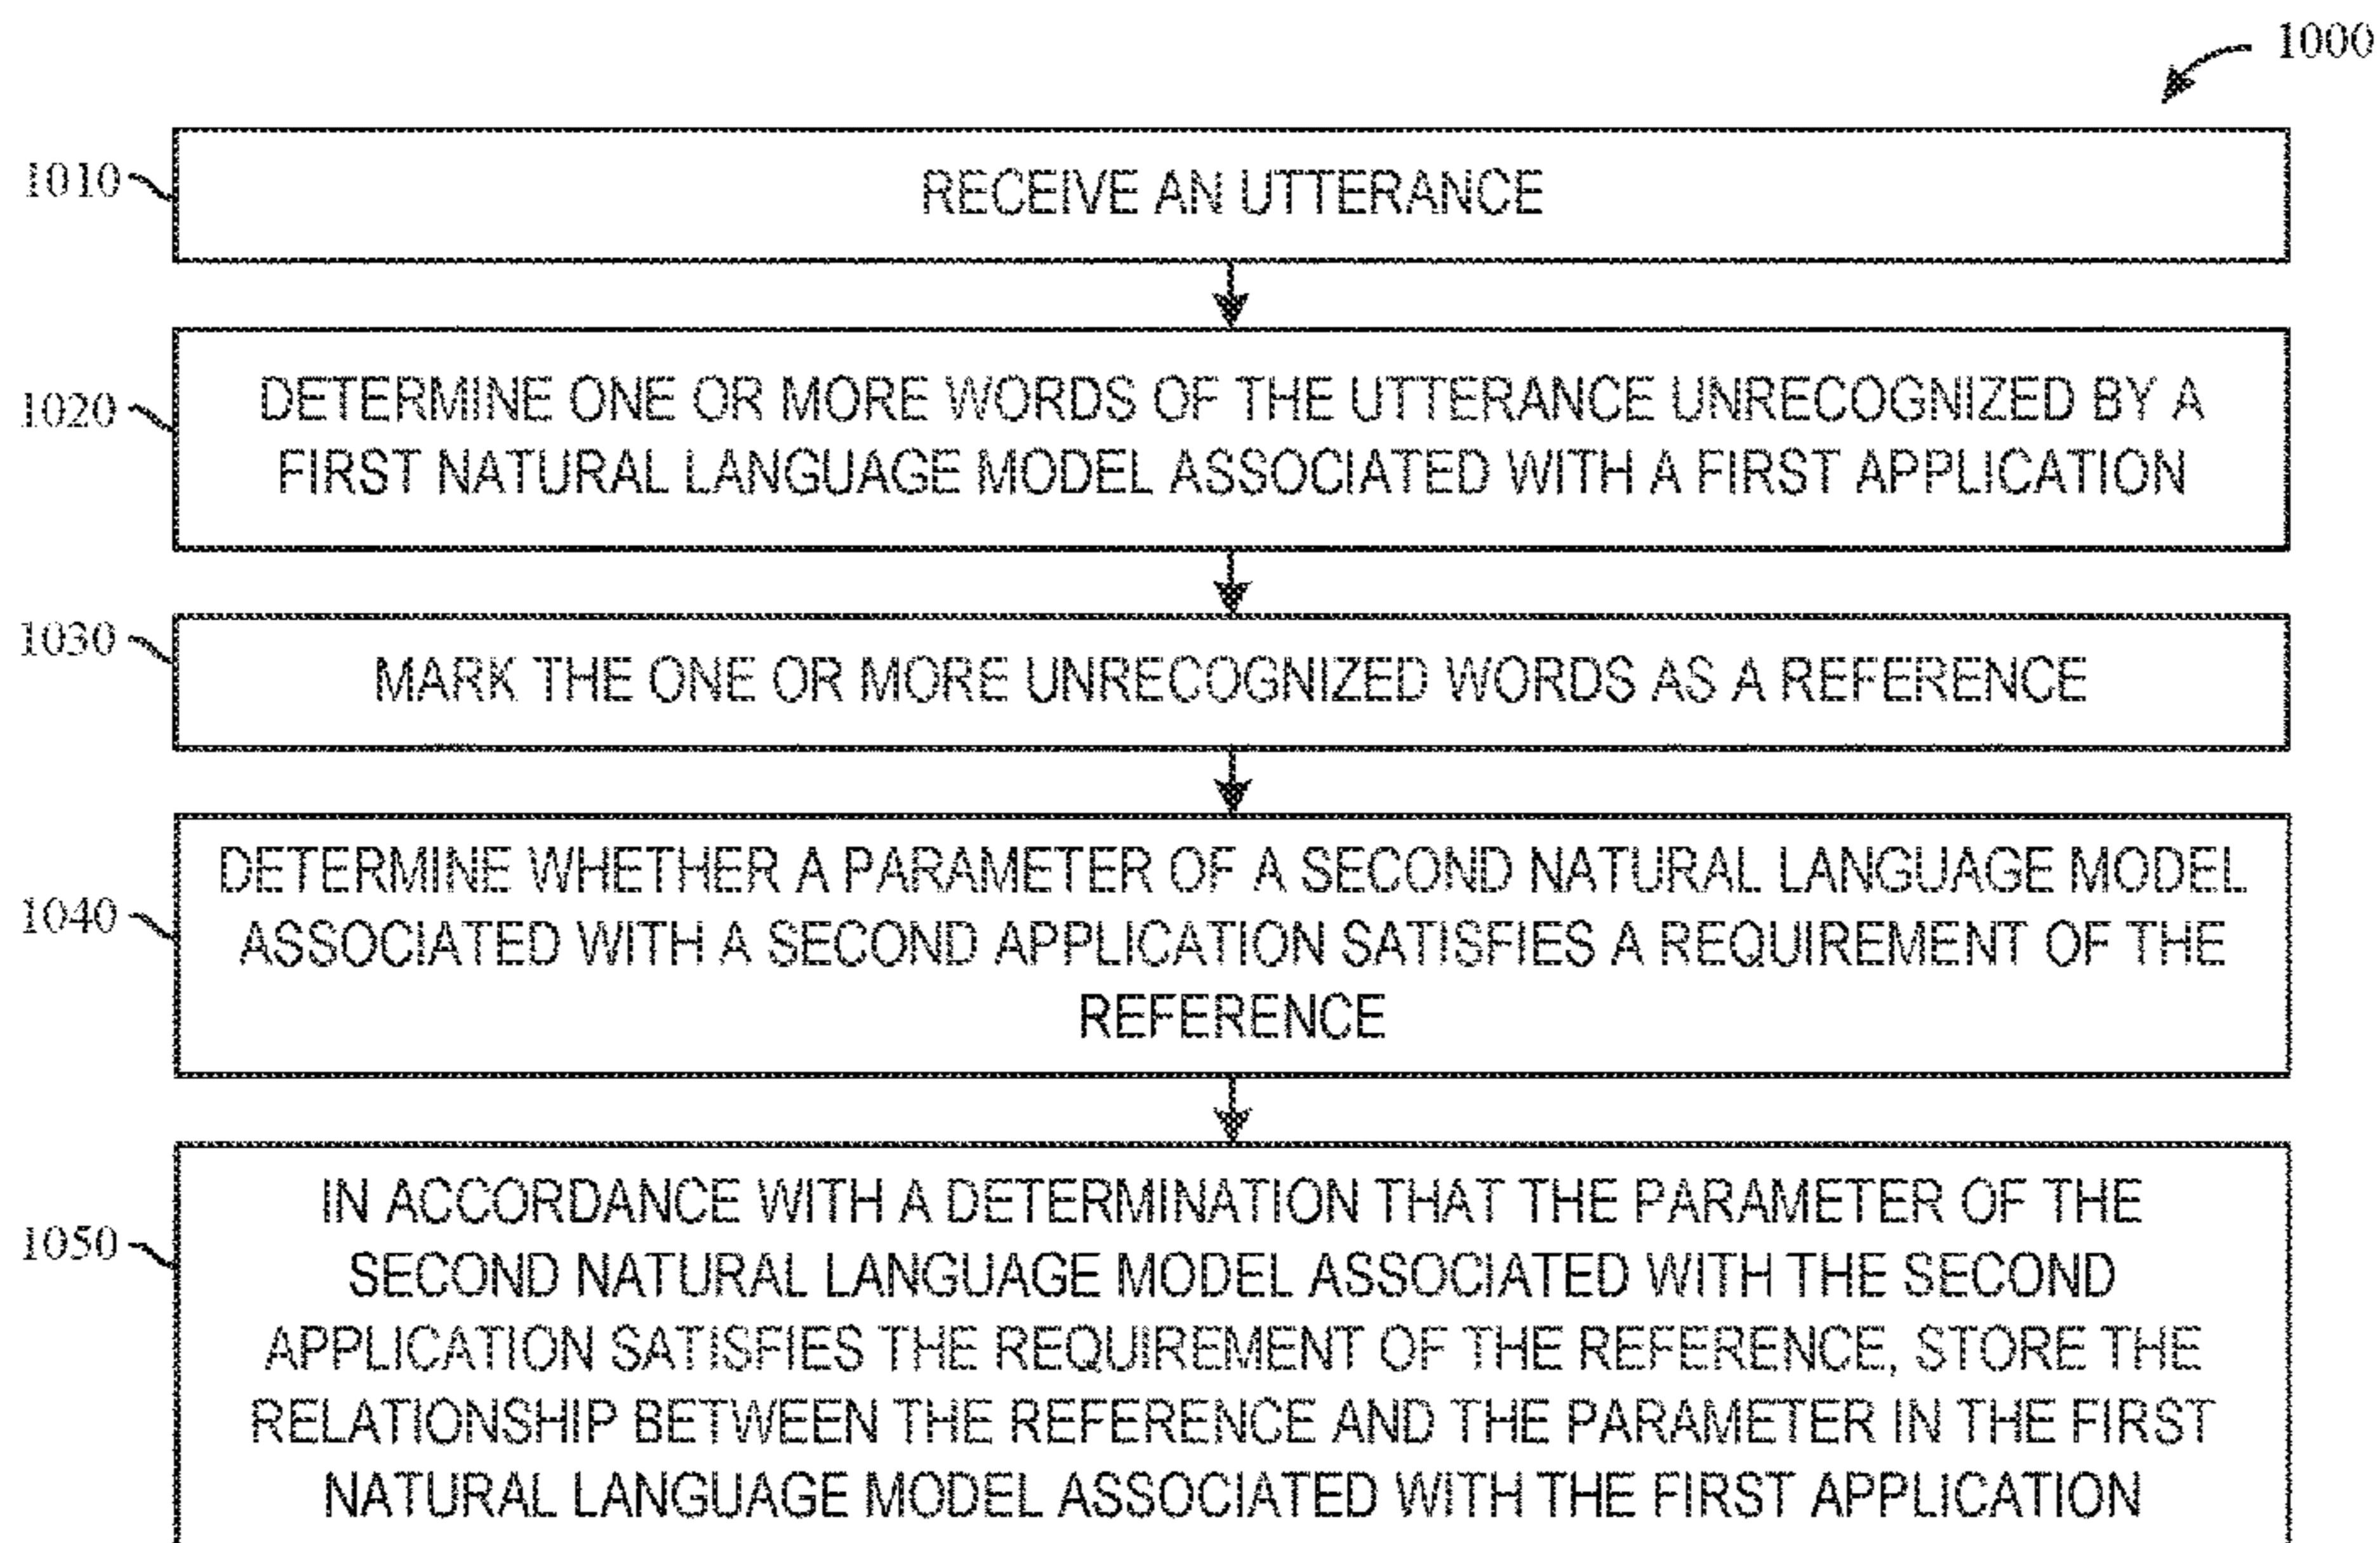 1000
1010
RECEIVE AN UTTERANCE
1020
DETERMINE ONE OR MORE WORDS OF THE UTTERANCE UNRECOGNIZED BY A
FIRST NATURAL LANGUAGE MODEL ASSOCIATED WITH A FIRST APPLICATION
1030
MARK THE ONE OR MORE UNRECOGNIZED WORDS AS A REFERENCE
1040
DETERMINE WHETHER A PARAMETER OF A SECOND NATURAL LANGUAGE MODEL
ASSOCIATED WITH A SECOND APPLICATION SATISFIES A REQUIREMENT OF THE
REFERENCE
1050
IN ACCORDANCE WITH A DETERMINATION THAT THE PARAMETER OF THE
SECOND NATURAL LANGUAGE MODEL ASSOCIATED WITH THE SECOND
APPLICATION SATISFIES THE REQUIREMENT OF THE REFERENCE, STORE THE
RELATIONSHIP BETWEEN THE REFERENCE AND THE PARAMETER IN THE FIRST
NATURAL LANGUAGE MODEL ASSOCIATED WITH THE FIRST APPLICATION